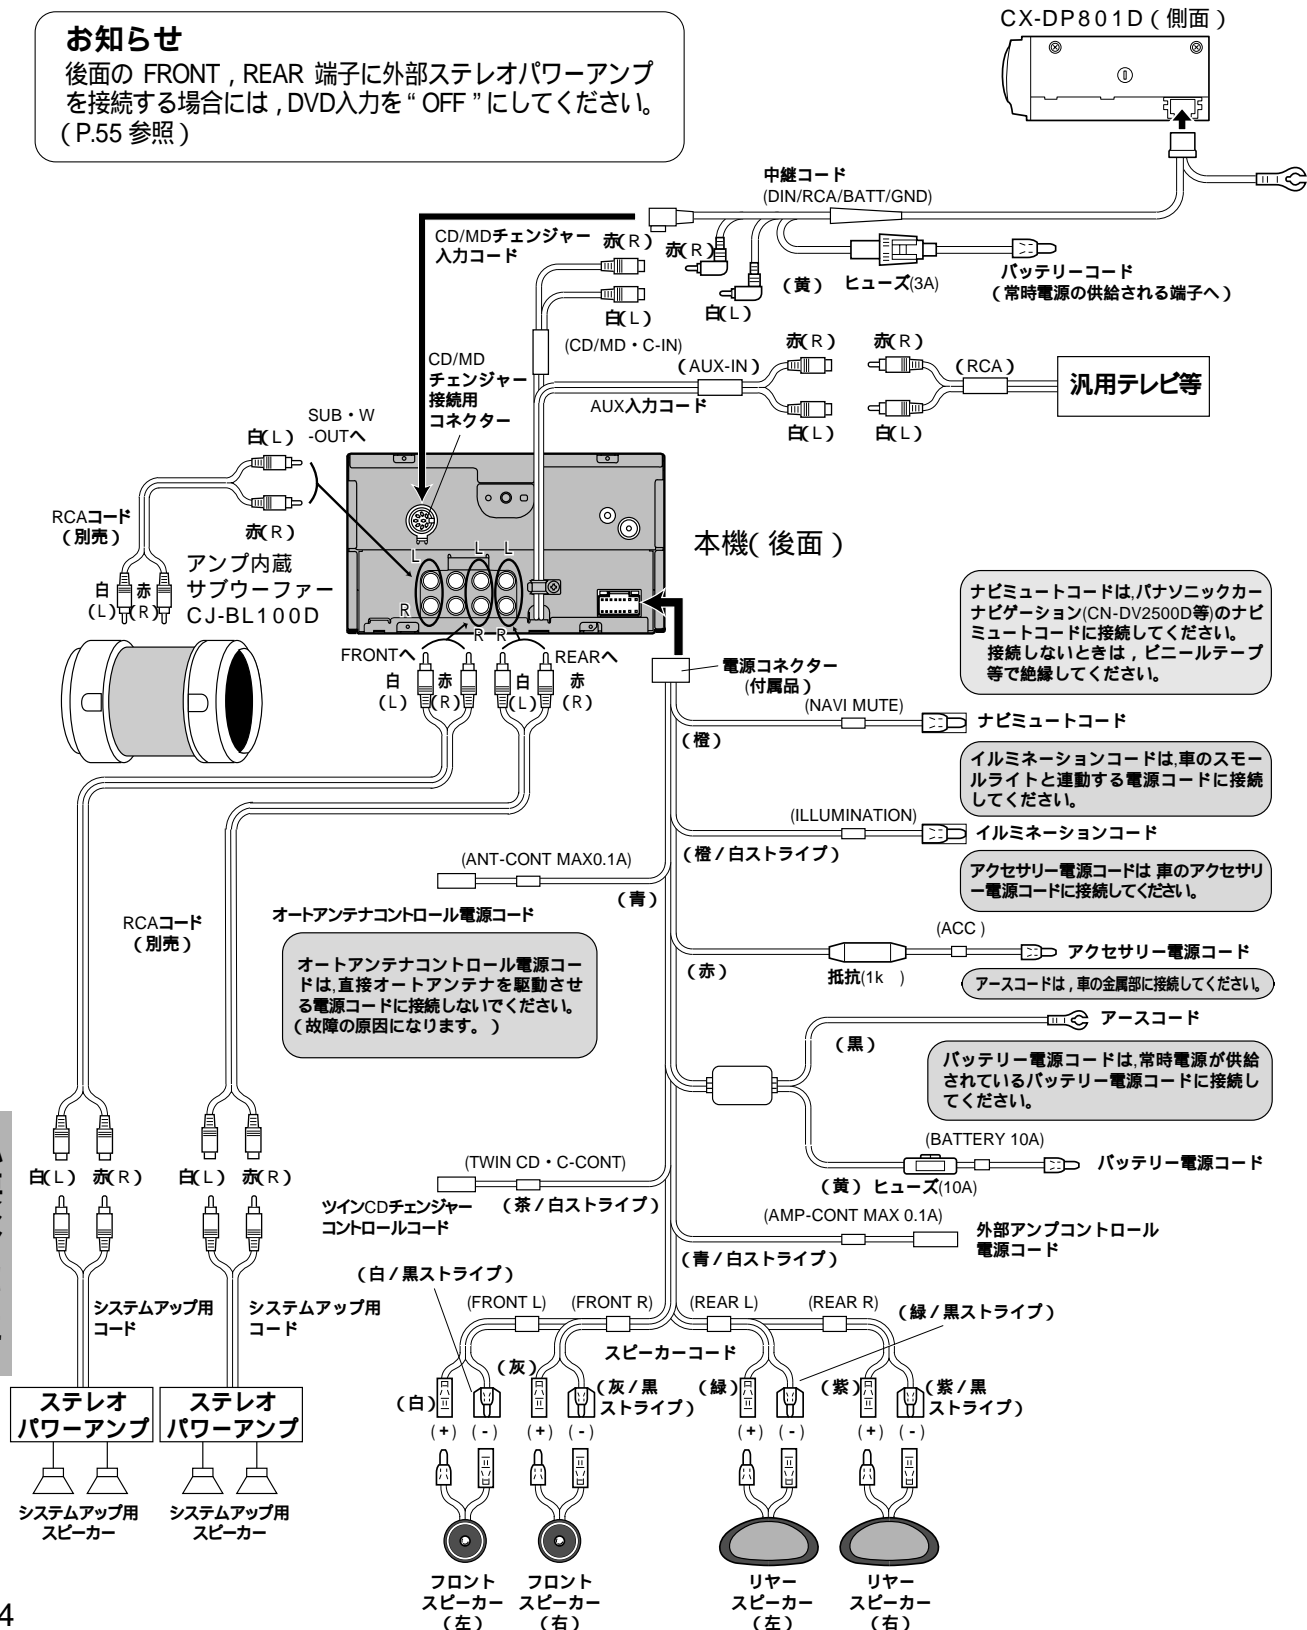 CX-DP801D（側面）
お知らせ
後面の FRONT，REAR 端子に外部ステレオパワーアンプ
を接続する場合には，DVD入力を“OFF”にしてください。
（P.55 参照）
中継コード
(DIN/RCA/BATT/GND)
CD/MDチェンジャー
入力コード
赤(R)
赤(R)
白(L)
白(L)
（黄）
ヒューズ(3A)
バッテリーコード
（常時電源の供給される端子へ）
(CD/MD・C-IN)
CD/MD
チェンジャー
接続用
コネクター
（AUX-IN）
AUX入力コード
赤(R)
白(L)
赤(R)
白(L)
（RCA）
汎用テレビ等
SUB・W
-OUTへ
白(L)
赤(R)
RCAコード
（別売）
白
(L)
赤
(R)
アンプ内蔵
サブウーファー
CJ-BL100D
L
L
L
R
R
R
本機（後面）
FRONTへ
白
(L)
赤
(R)
REARへ
白
(L)
赤
(R)
電源コネクター
(付属品）
ナビミュートコードは，パナソニックカー
ナビゲーション(CN-DV2500D等)のナビ
ミュートコードに接続してください。
接続しないときは，ビニールテープ
等で絶縁してください。
(NAVI MUTE)
（橙）
ナビミュートコード
イルミネーションコードは，車のスモー
ルライトと連動する電源コードに接続
してください。
(ILLUMINATION)
（橙/白ストライプ）
イルミネーションコード
アクセサリー電源コードは 車のアクセサリ
ー電源コードに接続してください。
(ANT-CONT MAX0.1A)
（青）
オートアンテナコントロール電源コード
オートアンテナコントロール電源コー
ドは，直接オートアンテナを駆動させ
る電源コードに接続しないでください。
（故障の原因になります。）
RCAコード
（別売）
(ACC )
（赤）
抵抗(1k )
アクセサリー電源コード
アースコードは，車の金属部に接続してください。
アースコード
（黒）
バッテリー電源コードは，常時電源が供給
されているバッテリー電源コードに接続し
てください。
(BATTERY 10A)
（黄）ヒューズ(10A)
バッテリー電源コード
白(L)
赤(R)
白(L)
赤(R)
(TWIN CD・C-CONT)
（茶/白ストライプ）
ツインCDチェンジャー
コントロールコード
(AMP-CONT MAX 0.1A)
（青/白ストライプ）
外部アンプコントロール
電源コード
（白/黒ストライプ）
(FRONT L)
(FRONT R)
(REAR L)
(REAR R)
（緑/黒ストライプ）
スピーカーコード
システムアップ用
コード
システムアップ用
コード
（白）
（灰）
（灰/黒
ストライプ）
（緑）
（紫）
（紫/黒
ストライプ）
(+)
(-)
(+)
(-)
(+)
(-)
(+)
(-)
ステレオ
パワーアンプ
ステレオ
パワーアンプ
システムアップ用
スピーカー
システムアップ用
スピーカー
フロント
スピーカー
（左）
フロント
スピーカー
（右）
リヤー
スピーカー
（左）
リヤー
スピーカー
（右）
4